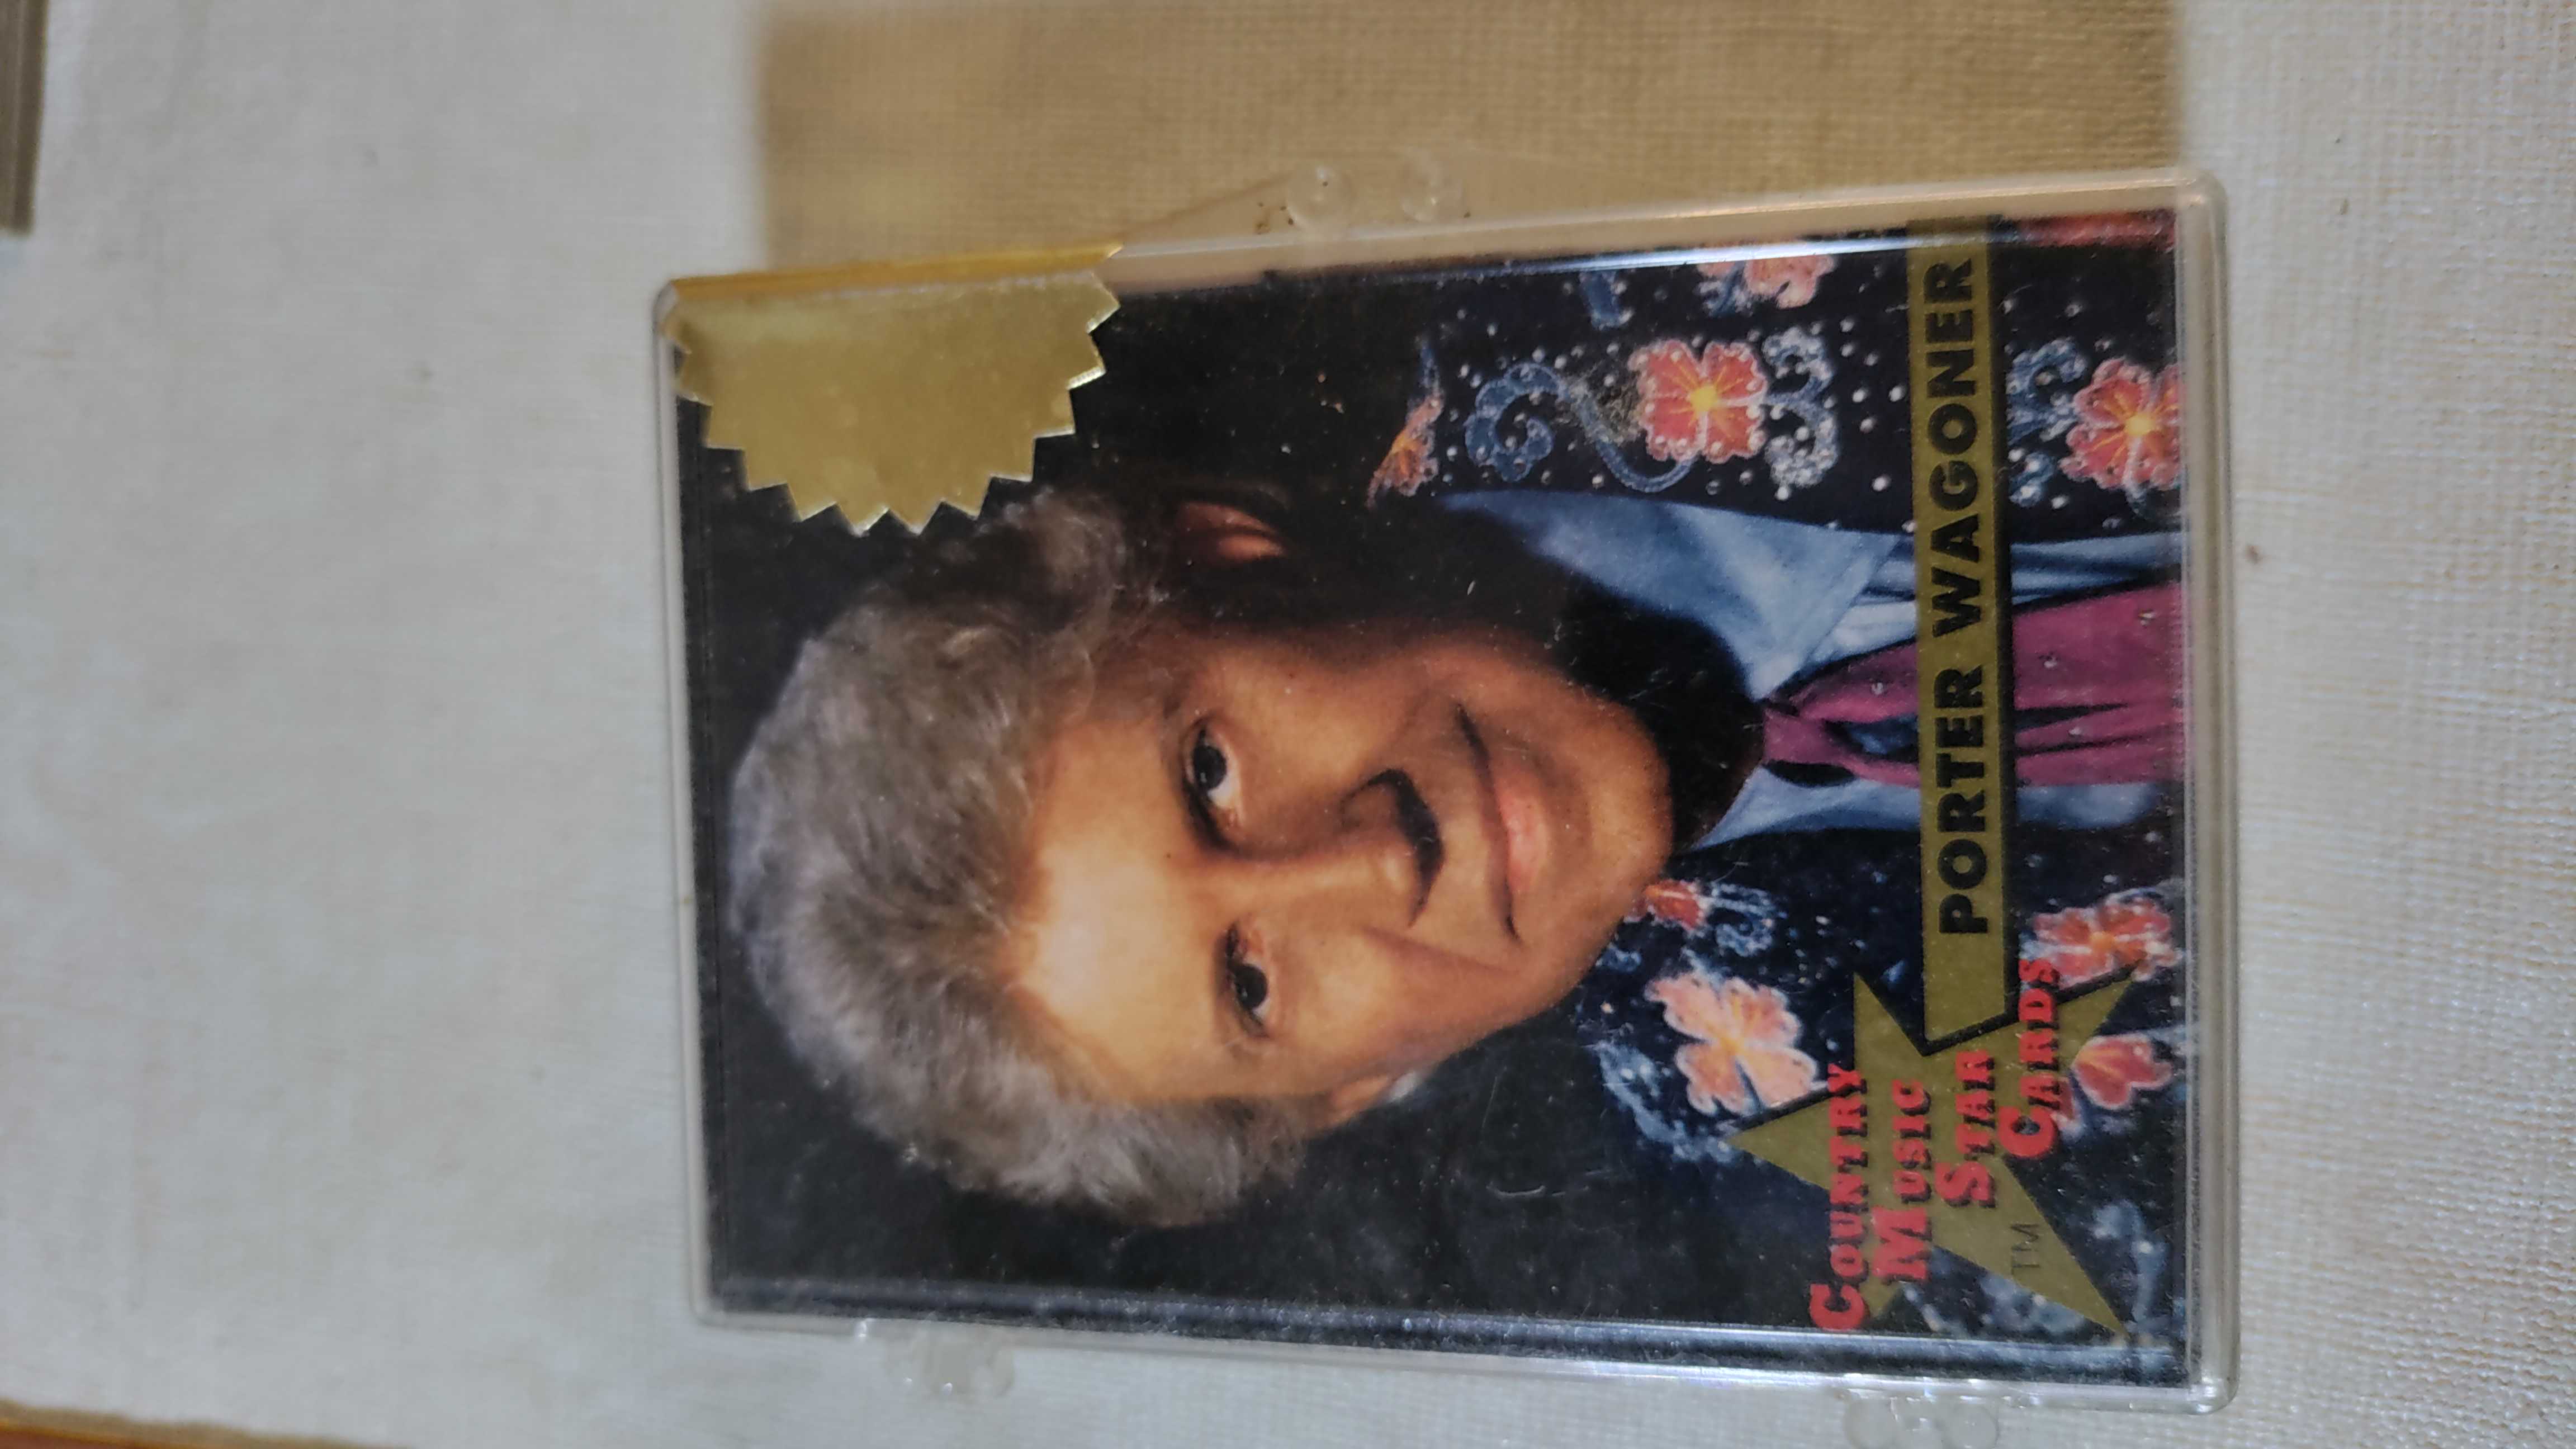 PORTER WAGONER
COUNTRY
MUSIC
STAR
CARDS
TM